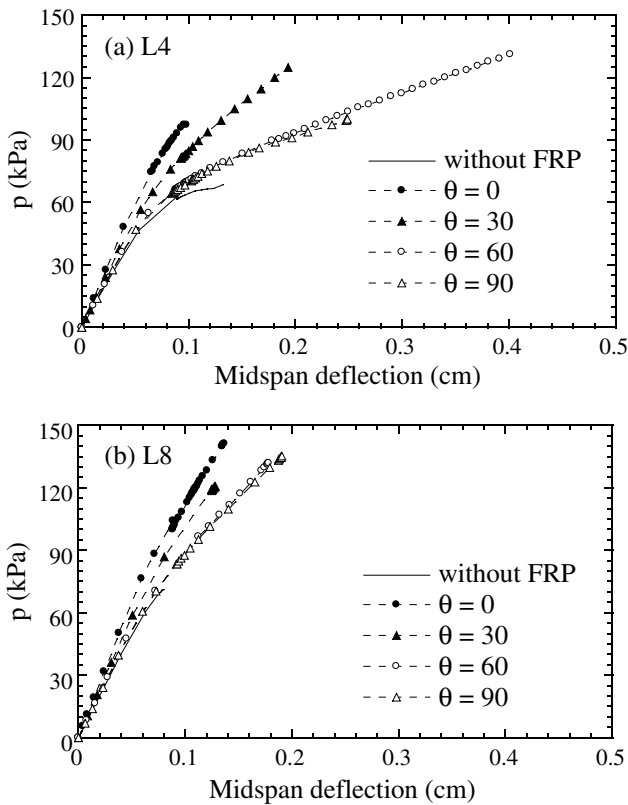 150
(a) L4
120
90
60
30
0
p (kPa)
without FRP
θ = 0
θ = 30
θ = 60
θ = 90
0 0.1 0.2 0.3 0.4 0.5
Midspan deflection (cm)
150
(b) L8
120
90
60
30
0
p (kPa)
without FRP
θ = 0
θ = 30
θ = 60
θ = 90
0 0.1 0.2 0.3 0.4 0.5
Midspan deflection (cm)